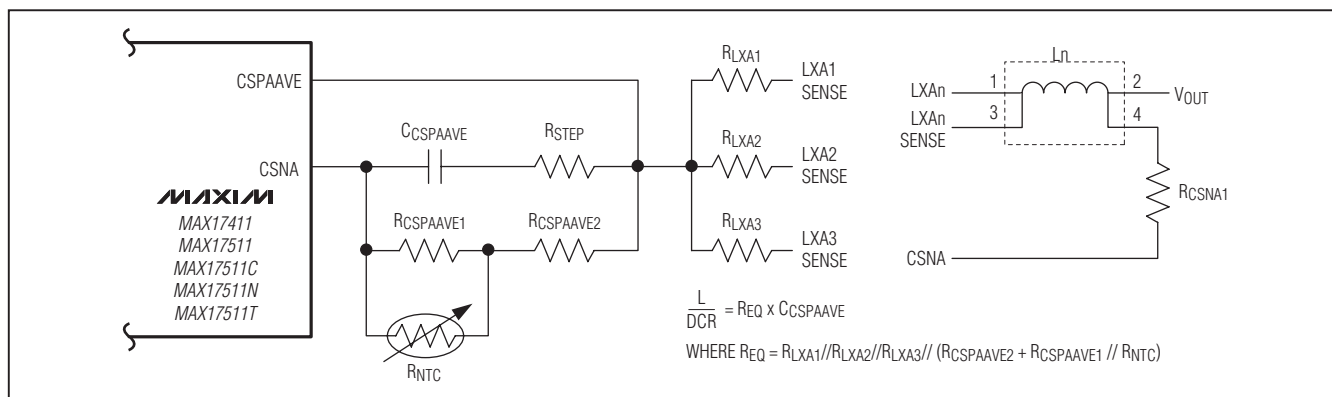 CSPAAVE
CSNA
MAXIM
MAX17411
MAX17511
MAX17511C
MAX17511N
MAX17511T
CCSPAAVE
RSTEP
RCSPAAVE1
RCSPAAVE2
RNTC
RLXA1
LXA1
SENSE
RLXA2
LXA2
SENSE
RLXA3
LXA3
SENSE
Ln
LXAn
1
2
VOUT
LXAn
SENSE
3
4
RCSNA1
CSNA
L
DCR = REQ x CCSPAAVE
WHERE REQ = RLXA1//RLXA2//RLXA3// (RCSPAAVE2 + RCSPAAVE1 // RNTC)